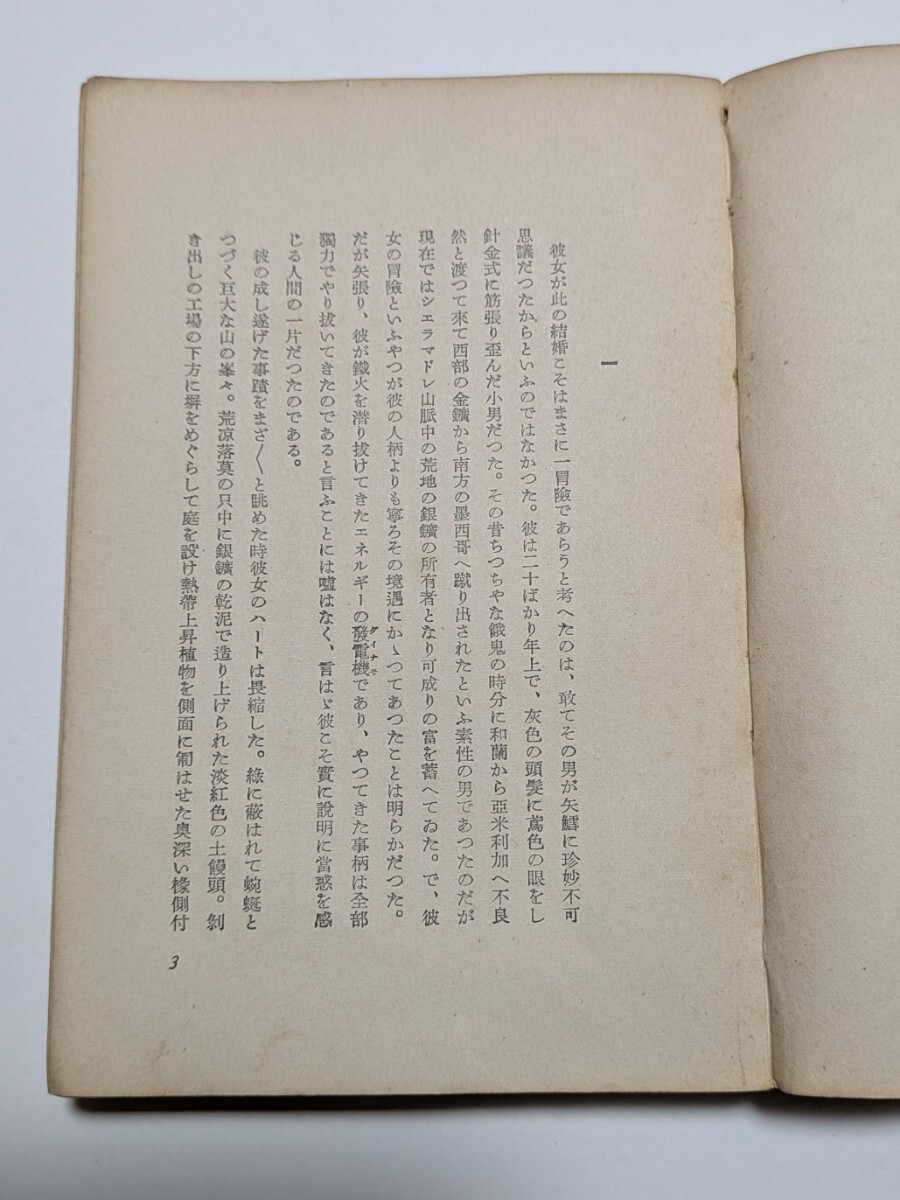 一
彼女が此の結婚こそはまさに一冒險であらうと考へたのは、敢てその男が矢鱈に珍妙不可
思議だつたからといふのではなかつた。彼は二十ばかり年上で、灰色の頭髮に鳶色の眼をし
針金式に筋張り歪んだ小男だつた。その昔ちつちやな餓鬼の時分に和蘭から亞米利加へ不良
然と渡つて來て西部の金鑛から南方の墨西哥へ蹴り出されたといふ素性の男であつたのだが
現在ではシエラマドレ山脈中の荒地の銀鑛の所有者となり可成りの富を蓄へてゐた。で、彼
女の冒險といふやつが彼の人柄よりも寧ろその境遇にかゝつてあつたことは明らかだつた。
だが矢張り、彼が鐵火を潜り拔けてきたエネルギーの發電機であり、やつてきた事柄は全部
ダイナモ
獨力でやり拔いてきたのであると言ふことには嘘はなく、言はゞ彼こそ實に說明に當惑を感
じる人間の一片だつたのである。
彼の成し遂げた事蹟をまざ〳〵と眺めた時彼女のハートは畏縮した。綠に蔽はれて蜿蜒と
つづく巨大な山の峯々。荒凉落莫の只中に銀鑛の乾泥で造り上げられた淡紅色の土饅頭。剝
き出しの工場の下方に塀をめぐらして庭を設け熱帶上昇植物を側面に匍はせた奧深い椽側付
3